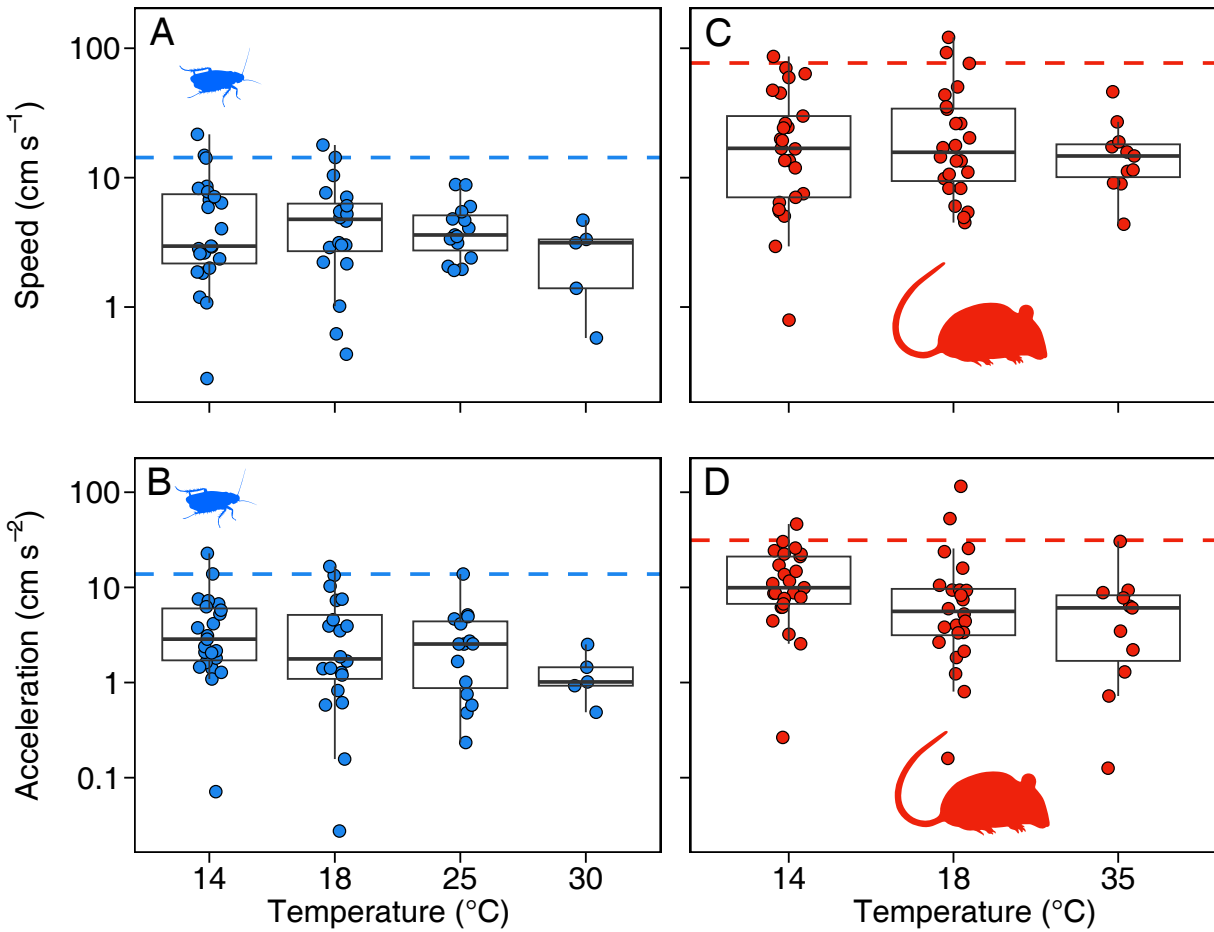 A
C
100
10
1
Speed (cm s⁻¹)
B
D
100
10
1
0.1
Acceleration (cm s⁻²)
14 18 25 30
14 18 35
Temperature (°C)
Temperature (°C)